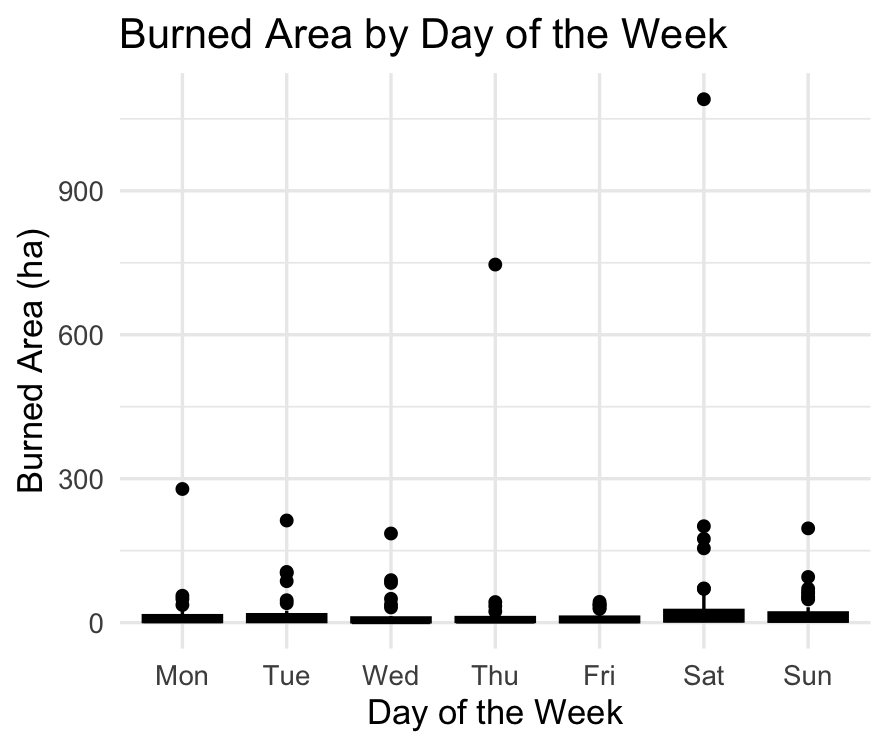 Burned Area by Day of the Week
Burned Area (ha)
900
600
300
0
Mon Tue Wed Thu Fri Sat Sun
Day of the Week